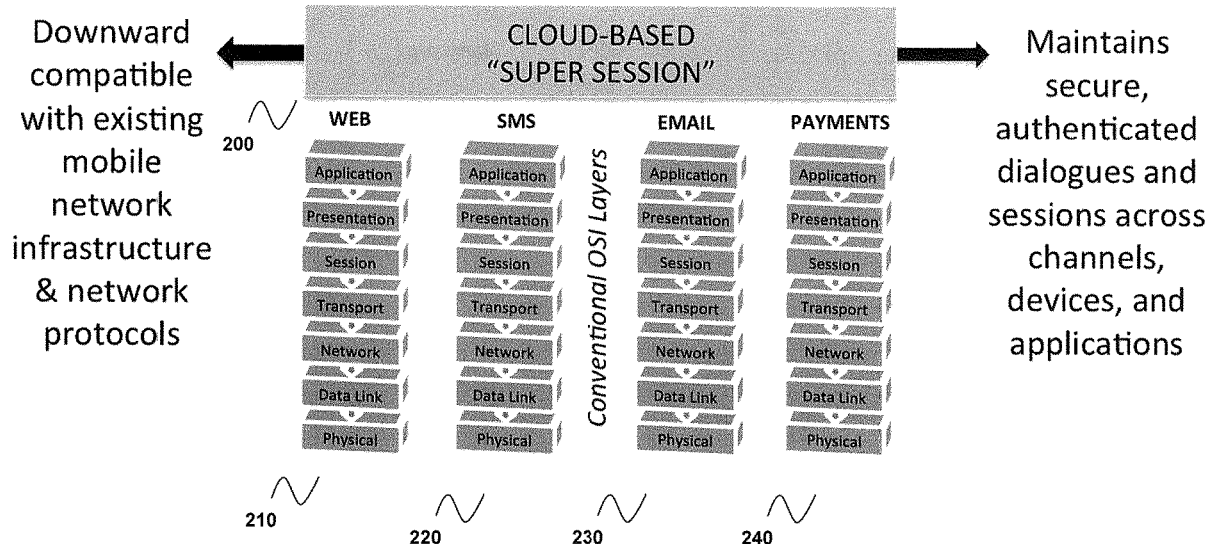 Downward
compatible
with existing
mobile
network
infrastructure
& network
protocols
CLOUD-BASED
“SUPER SESSION”
Maintains
secure,
authenticated
dialogues and
sessions across
channels,
devices, and
applications
200
WEB
Application
Presentation
Session
Transport
Network
Data Link
Physical
SMS
Application
Presentation
Session
Transport
Network
Data Link
Physical
Conventional OSI Layers
EMAIL
Application
Presentation
Session
Transport
Network
Data Link
Physical
PAYMENTS
Application
Presentation
Session
Transport
Network
Data Link
Physical
210
220
230
240